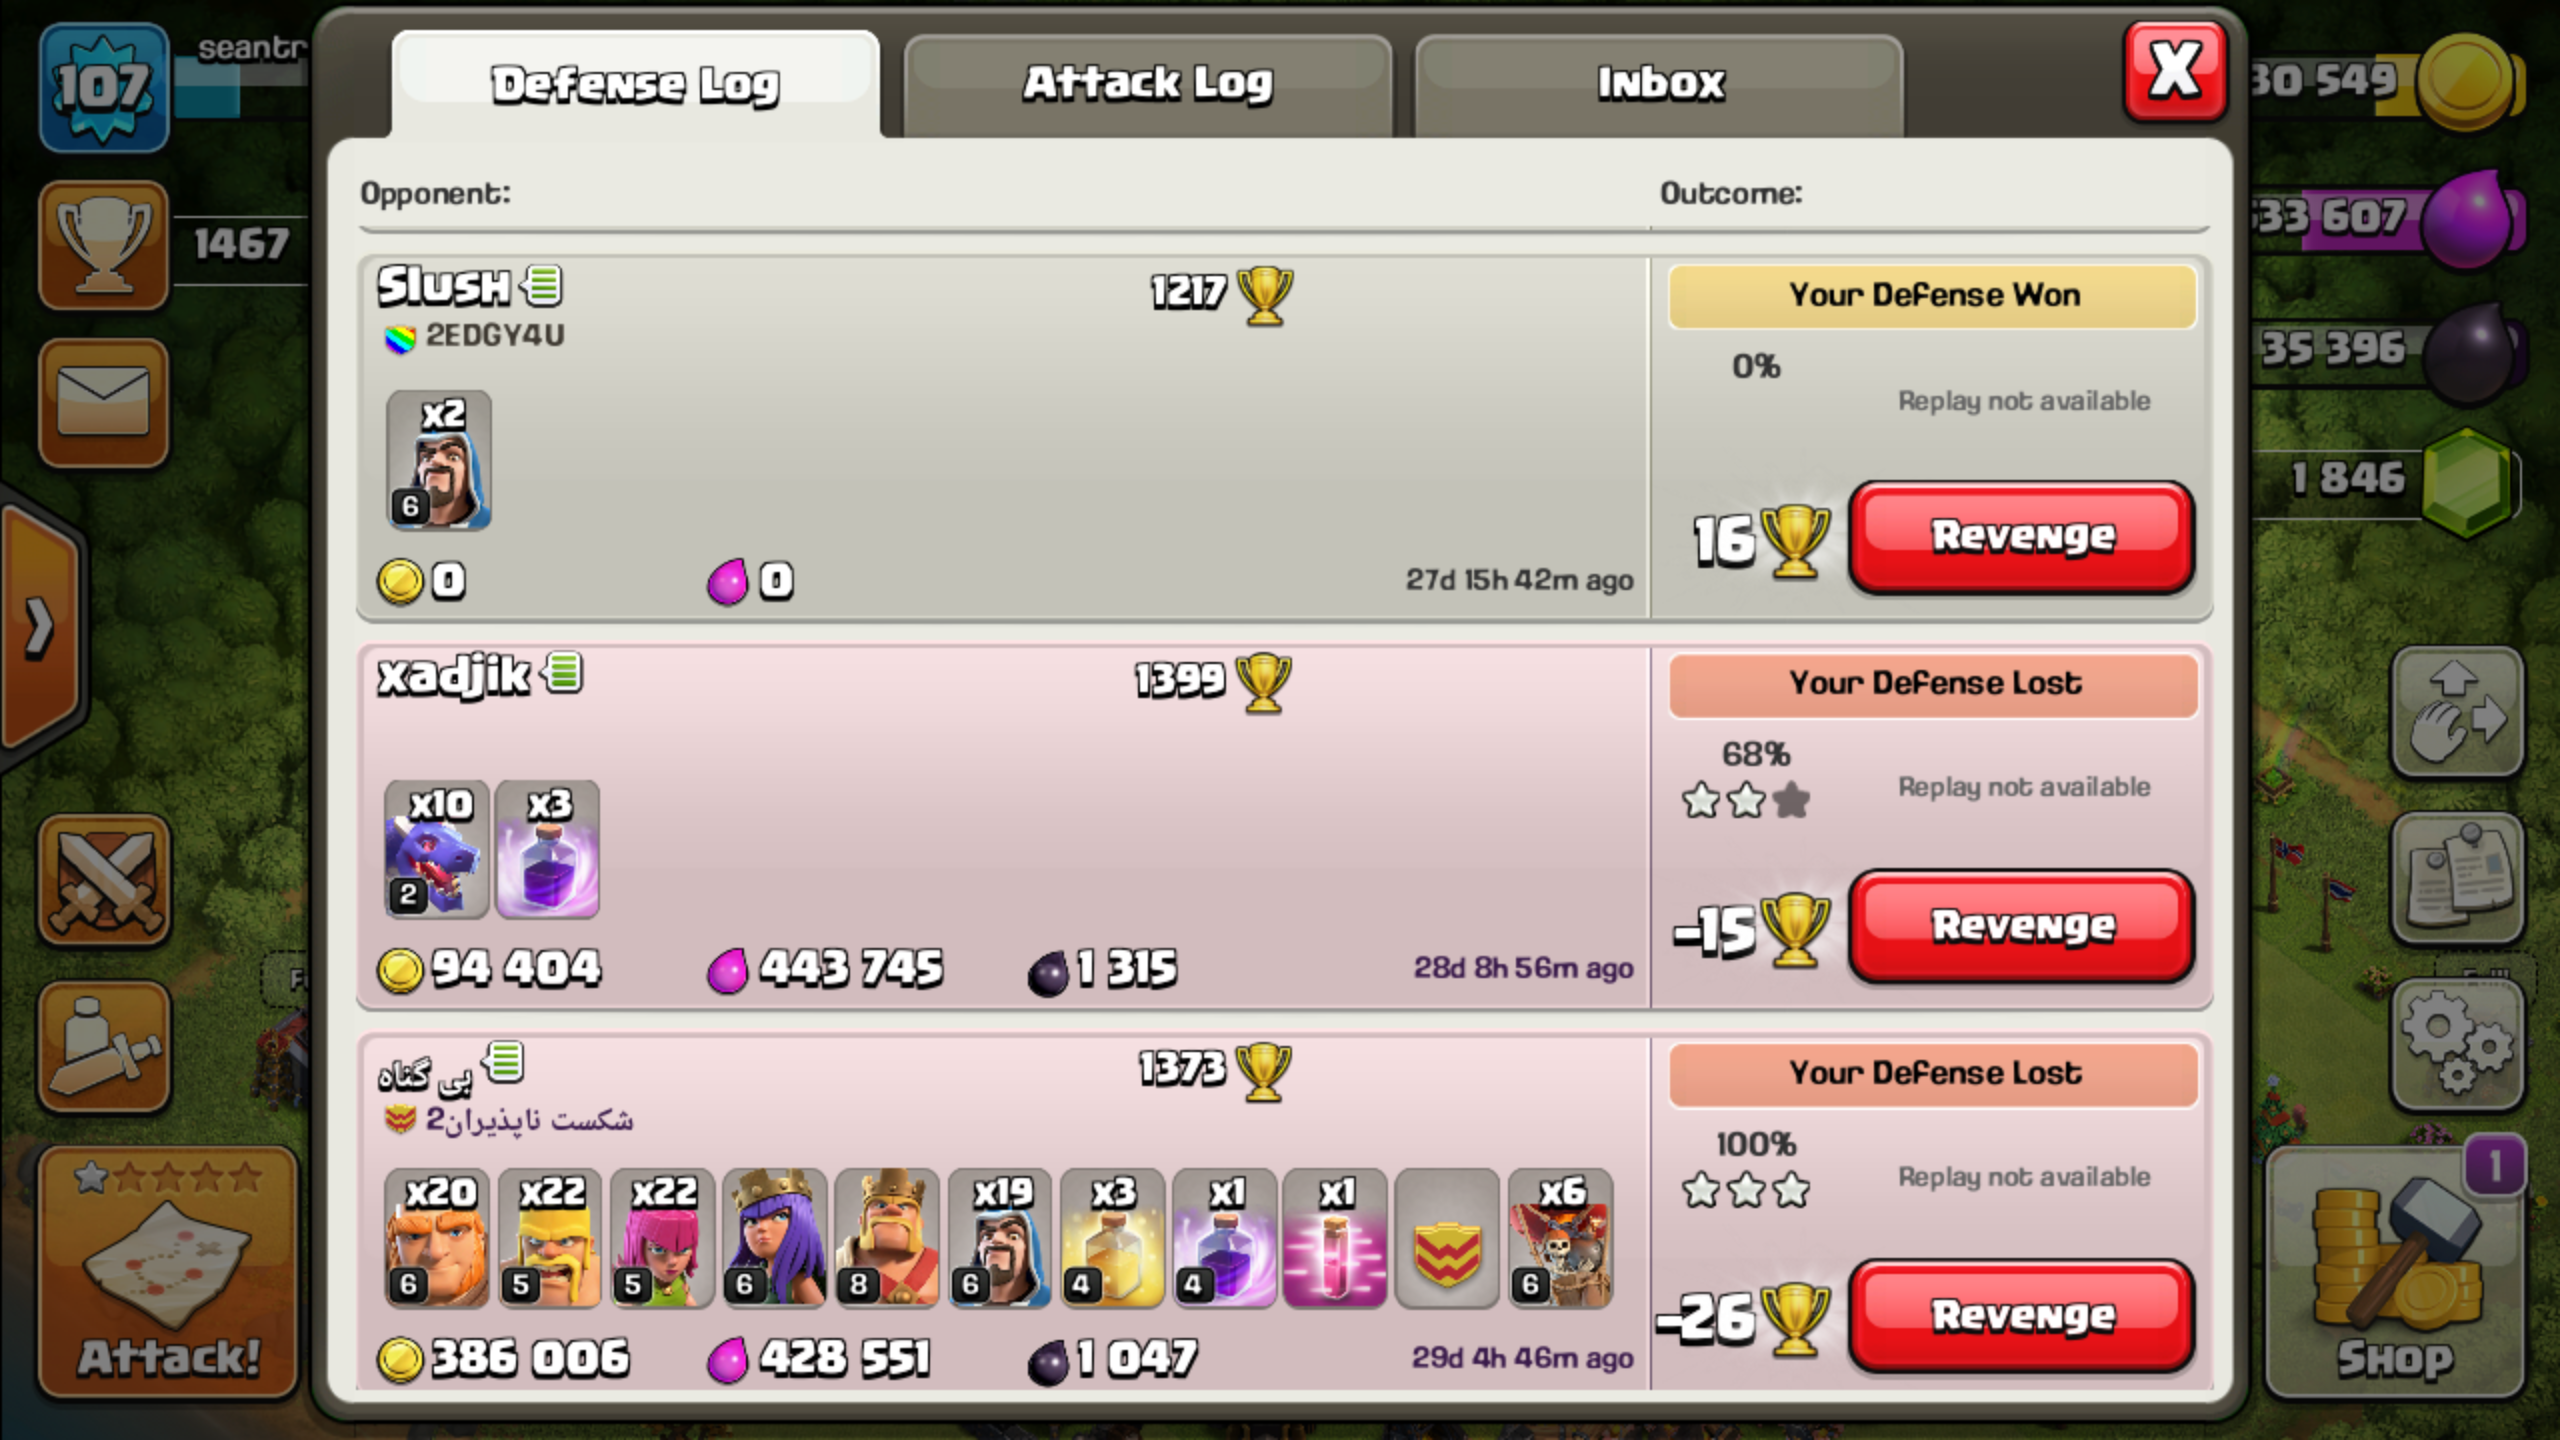 107
seantr
Defense Log
Attack Log
Inbox
X
30 549
Opponent:
Outcome:
1467
33 607
Slush
1217
Your Defense Won
2EDGY4U
0%
35 396
Replay not available
x2
6
1 846
16
Revenge
0
0
27d 15h 42m ago
xadjik
1399
Your Defense Lost
68%
Replay not available
x10
x3
2
-15
Revenge
94 404
443 745
1 315
28d 8h 56m ago
بی گناه
1373
Your Defense Lost
شکست ناپذیران2
100%
Replay not available
x20
x22
x22
x19
x3
x1
x1
x6
6
5
5
6
8
6
4
4
6
-26
Revenge
386 006
428 551
1 047
29d 4h 46m ago
Attack!
1
Shop